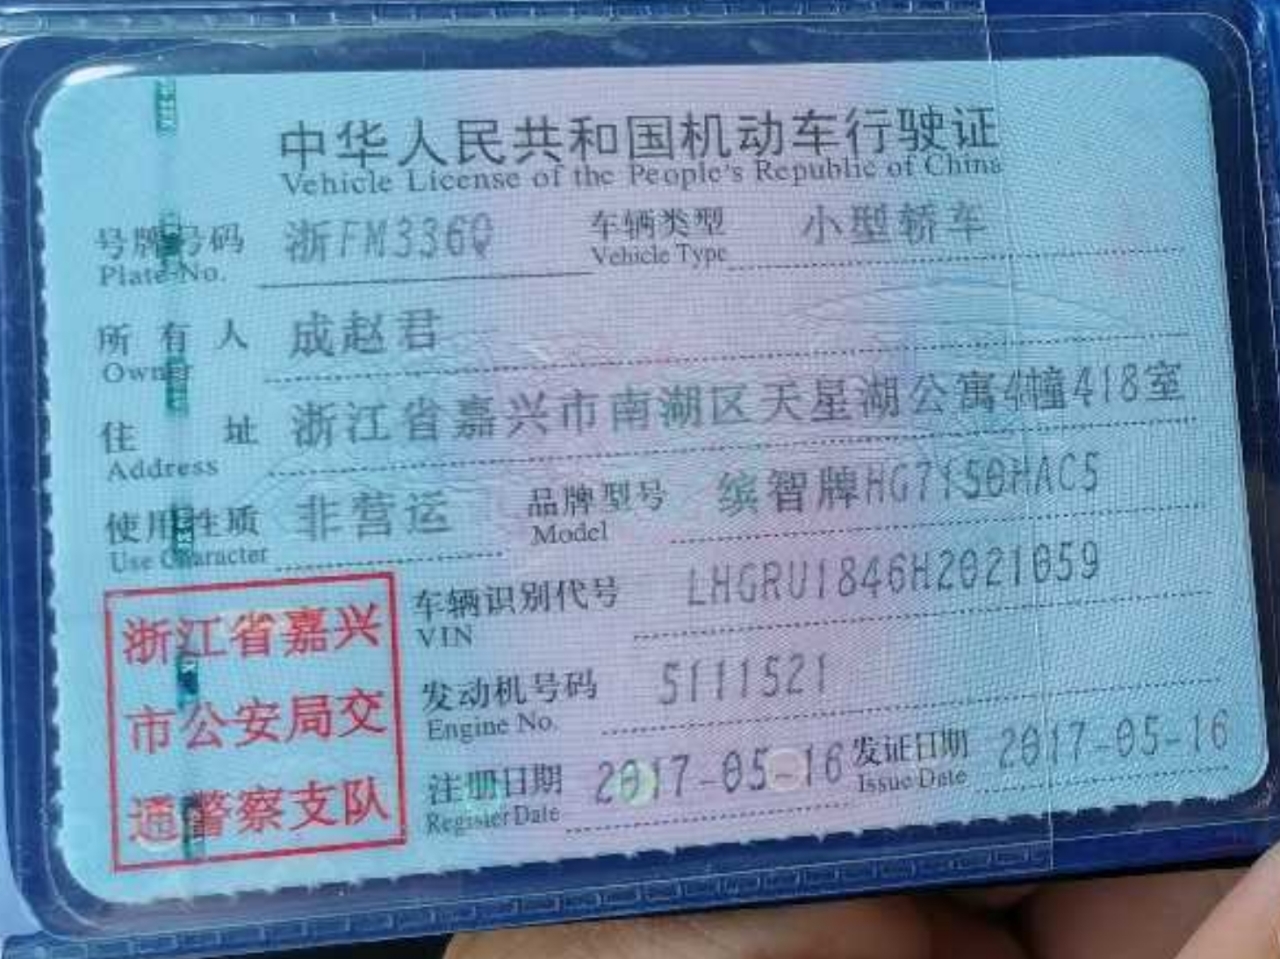 中华人民共和国机动车行驶证
Vehicle License of the People's Republic of China
号牌号码 浙FM336Q 车辆类型 小型轿车
Plate No. Vehicle Type
所有人 成赵君
Owner
住址 浙江省嘉兴市南湖区天星湖公寓4幢418室
Address
使用性质 非营运 品牌型号 缤智牌HG7150HAC5
Use Character Model
浙江省嘉兴
市公安局交
通警察支队
车辆识别代号 LHGRU1846H2021059
VIN
发动机号码 5111521
Engine No.
注册日期 2017-05-16 发证日期 2017-05-16
Register Date Issue Date